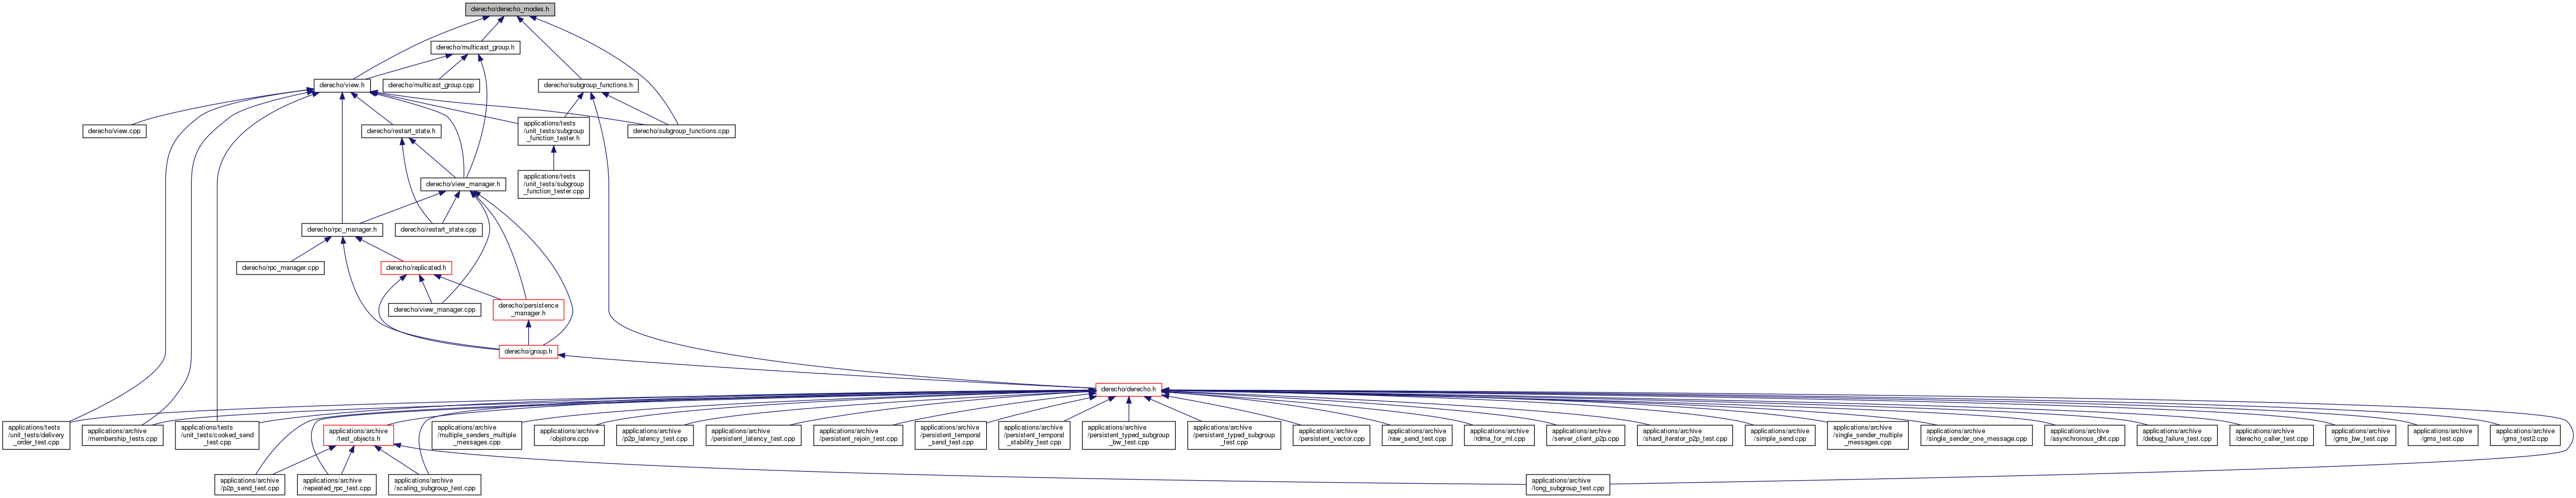 derecho/derecho_modes.h
derecho/multicast_group.h
derecho/view.h
derecho/multicast_group.cpp
derecho/subgroup_functions.h
derecho/view.cpp
derecho/restart_state.h
applications/tests
/unit_tests/subgroup
_function_tester.h
derecho/subgroup_functions.cpp
derecho/view_manager.h
applications/tests
/unit_tests/subgroup
_function_tester.cpp
derecho/rpc_manager.h
derecho/restart_state.cpp
derecho/rpc_manager.cpp
derecho/replicated.h
derecho/view_manager.cpp
derecho/persistence
_manager.h
derecho/group.h
derecho/derecho.h
applications/tests
/unit_tests/delivery
_order_test.cpp
applications/archive
/membership_tests.cpp
applications/tests
/unit_tests/cooked_send
_test.cpp
applications/archive
/test_objects.h
applications/archive
/multiple_senders_multiple
_messages.cpp
applications/archive
/objstore.cpp
applications/archive
/p2p_latency_test.cpp
applications/archive
/persistent_latency_test.cpp
applications/archive
/persistent_rejoin_test.cpp
applications/archive
/persistent_temporal
_send_test.cpp
applications/archive
/persistent_temporal
_stability_test.cpp
applications/archive
/persistent_typed_subgroup
_bw_test.cpp
applications/archive
/persistent_typed_subgroup
_test.cpp
applications/archive
/persistent_vector.cpp
applications/archive
/raw_send_test.cpp
applications/archive
/rdma_for_ml.cpp
applications/archive
/server_client_p2p.cpp
applications/archive
/shard_iterator_p2p_test.cpp
applications/archive
/simple_send.cpp
applications/archive
/single_sender_multiple
_messages.cpp
applications/archive
/single_sender_one_message.cpp
applications/archive
/asynchronous_dht.cpp
applications/archive
/debug_failure_test.cpp
applications/archive
/derecho_caller_test.cpp
applications/archive
/gms_bw_test.cpp
applications/archive
/gms_test.cpp
applications/archive
/gms_test2.cpp
applications/archive
/p2p_send_test.cpp
applications/archive
/repeated_rpc_test.cpp
applications/archive
/scaling_subgroup_test.cpp
applications/archive
/long_subgroup_test.cpp